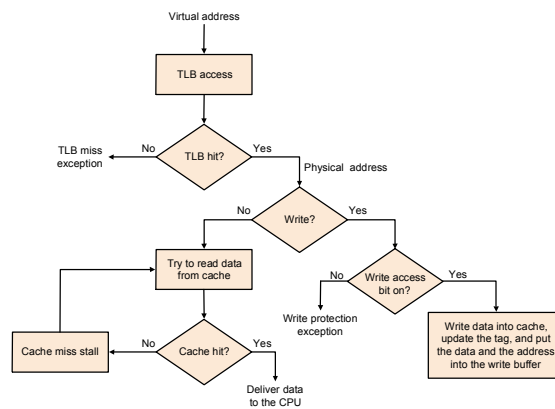 Virtual address
TLB access
TLB miss
exception
No
TLB hit?
Yes
Physical address
No
Write?
Yes
Try to read data
from cache
No
Write access
bit on?
Yes
Write protection
exception
Write data into cache,
update the tag, and put
the data and the address
into the write buffer
Cache miss stall
No
Cache hit?
Yes
Deliver data
to the CPU